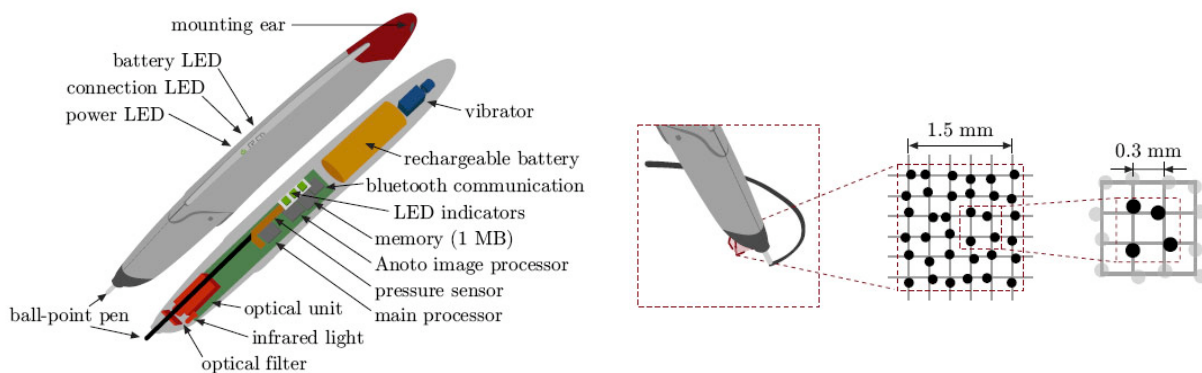 mounting ear
battery LED
connection LED
power LED
vibrator
rechargeable battery
bluetooth communication
LED indicators
memory (1 MB)
Anoto image processor
pressure sensor
main processor
optical unit
infrared light
optical filter
ball-point pen
1.5 mm
0.3 mm